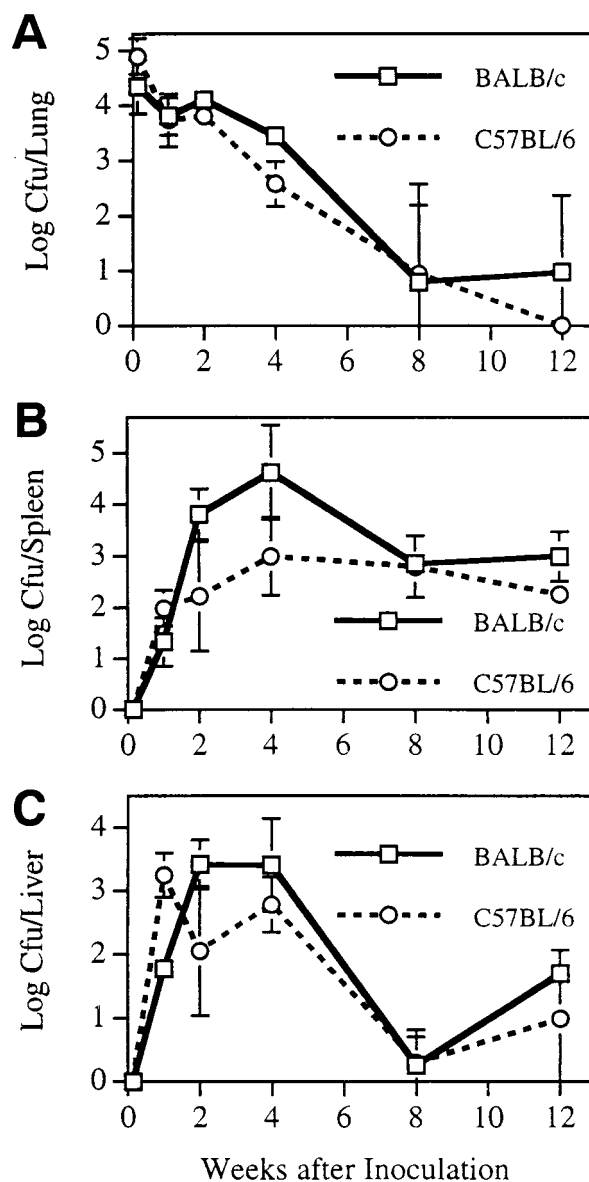 A
Log Cfu/Lung
5
4
3
2
1
0
BALB/c
C57BL/6
0 2 4 6 8 10 12
B
Log Cfu/Spleen
5
4
3
2
1
0
BALB/c
C57BL/6
0 2 4 6 8 10 12
C
Log Cfu/Liver
4
3
2
1
0
BALB/c
C57BL/6
0 2 4 6 8 10 12
Weeks after Inoculation